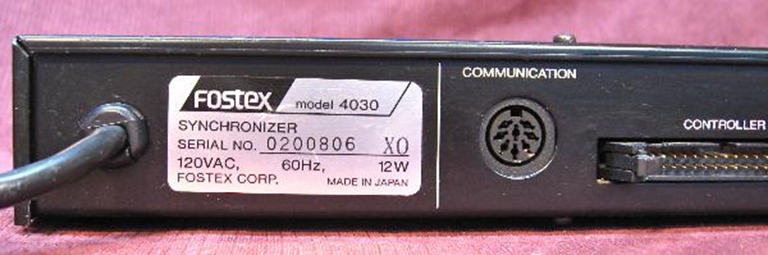 Fostex model 4030
SYNCHRONIZER
SERIAL NO. 0200806 XO
120VAC, 60Hz, 12W
FOSTEX CORP. MADE IN JAPAN
COMMUNICATION
CONTROLLER